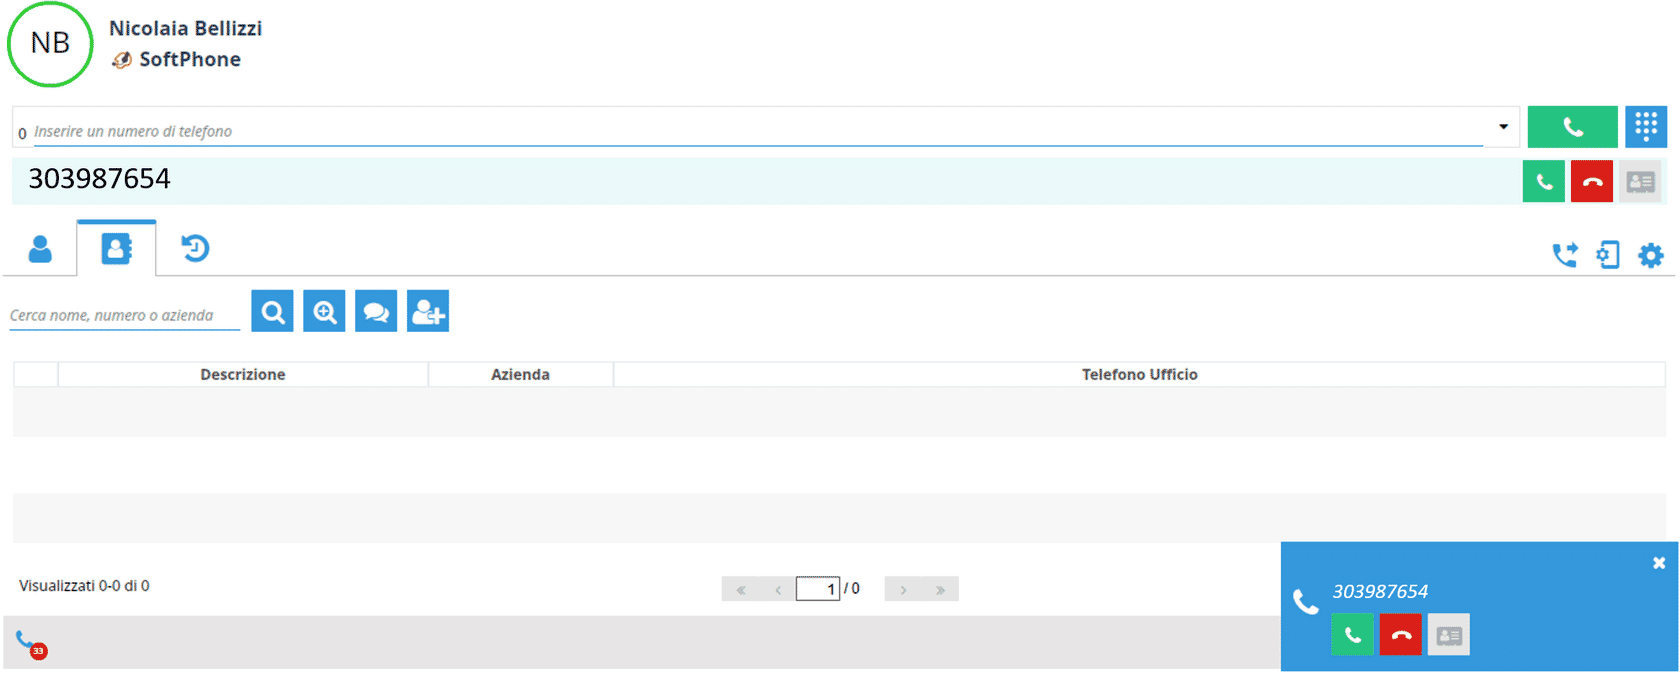 NB
Nicolaia Bellizzi
SoftPhone
0 Inserire un numero di telefono
303987654
Cerca nome, numero o azienda
Descrizione Azienda Telefono Ufficio
Visualizzati 0-0 di 0
« ‹ 1 / 0 › »
303987654
33